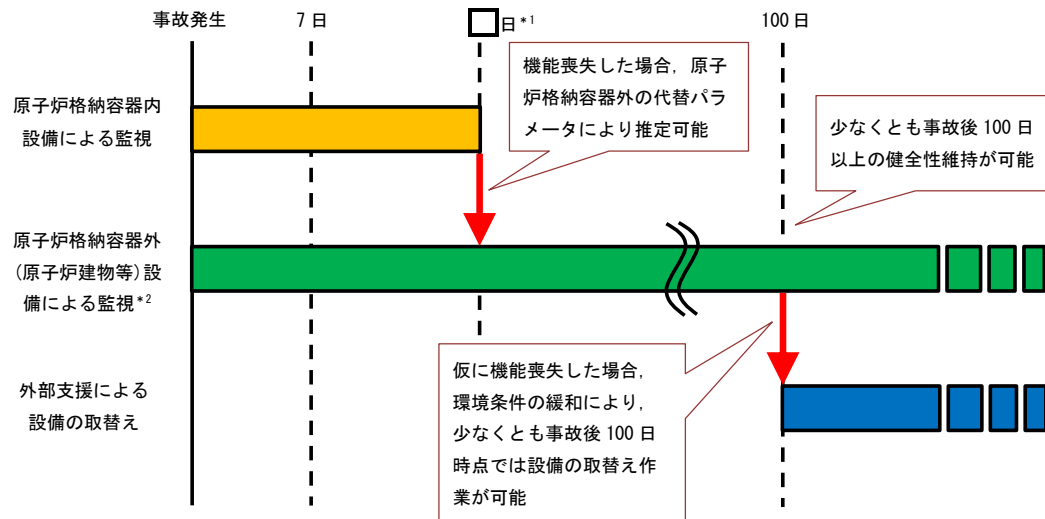 事故発生
7日
□日*1
100日
機能喪失した場合，原子
炉格納容器外の代替パラ
メータにより推定可能
原子炉格納容器内
設備による監視
少なくとも事故後100日
以上の健全性維持が可能
原子炉格納容器外
(原子炉建物等)設
備による監視*2
仮に機能喪失した場合，
環境条件の緩和により，
少なくとも事故後100日
時点では設備の取替え作
業が可能
外部支援による
設備の取替え